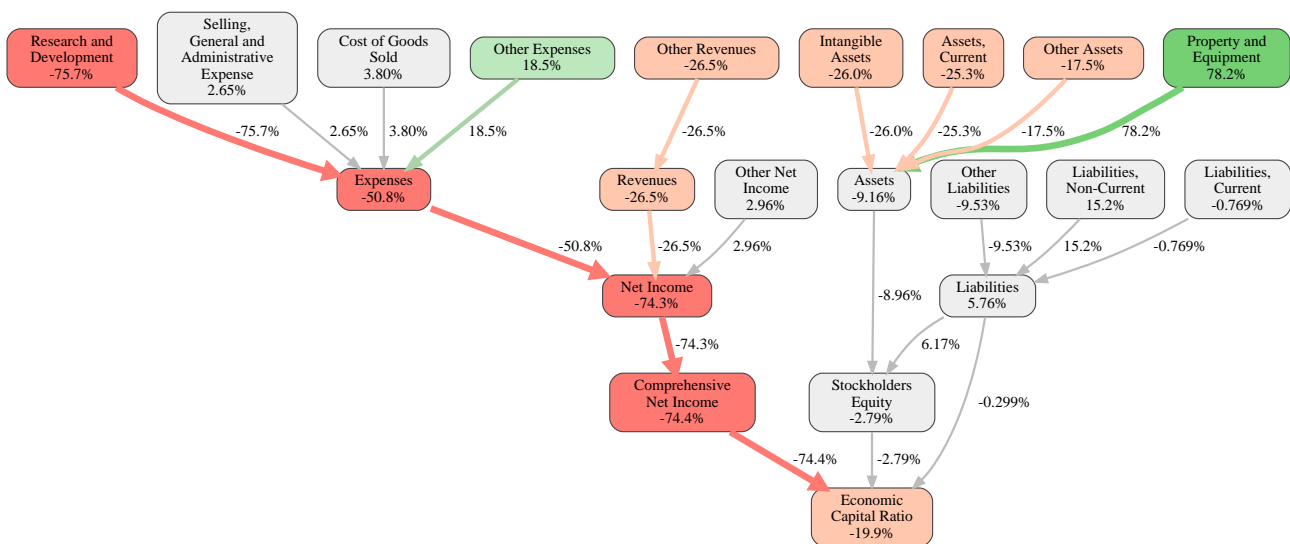 Research and
Development
-75.7%
Selling,
General and
Administrative
Expense
2.65%
Cost of Goods
Sold
3.80%
Other Expenses
18.5%
Other Revenues
-26.5%
Intangible
Assets
-26.0%
Assets,
Current
-25.3%
Other Assets
-17.5%
Property and
Equipment
78.2%
-75.7%
2.65%
3.80%
18.5%
-26.5%
-26.0%
-25.3%
-17.5%
78.2%
Expenses
-50.8%
Revenues
-26.5%
Other Net
Income
2.96%
Assets
-9.16%
Other
Liabilities
-9.53%
Liabilities,
Non-Current
15.2%
Liabilities,
Current
-0.769%
-50.8%
-26.5%
2.96%
-9.53%
15.2%
-0.769%
Net Income
-74.3%
-8.96%
Liabilities
5.76%
-74.3%
6.17%
Comprehensive
Net Income
-74.4%
Stockholders
Equity
-2.79%
-0.299%
-74.4%
-2.79%
Economic
Capital Ratio
-19.9%